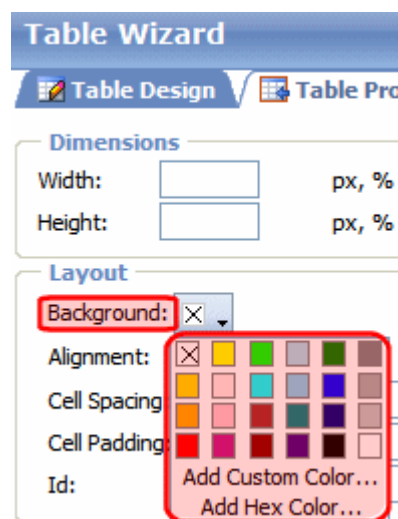 Table Wizard
Table Design Table Pro
Dimensions
Width: px, %
Height: px, %
Layout
Background:
Alignment:
Cell Spacing
Cell Padding
Id:
Add Custom Color...
Add Hex Color...